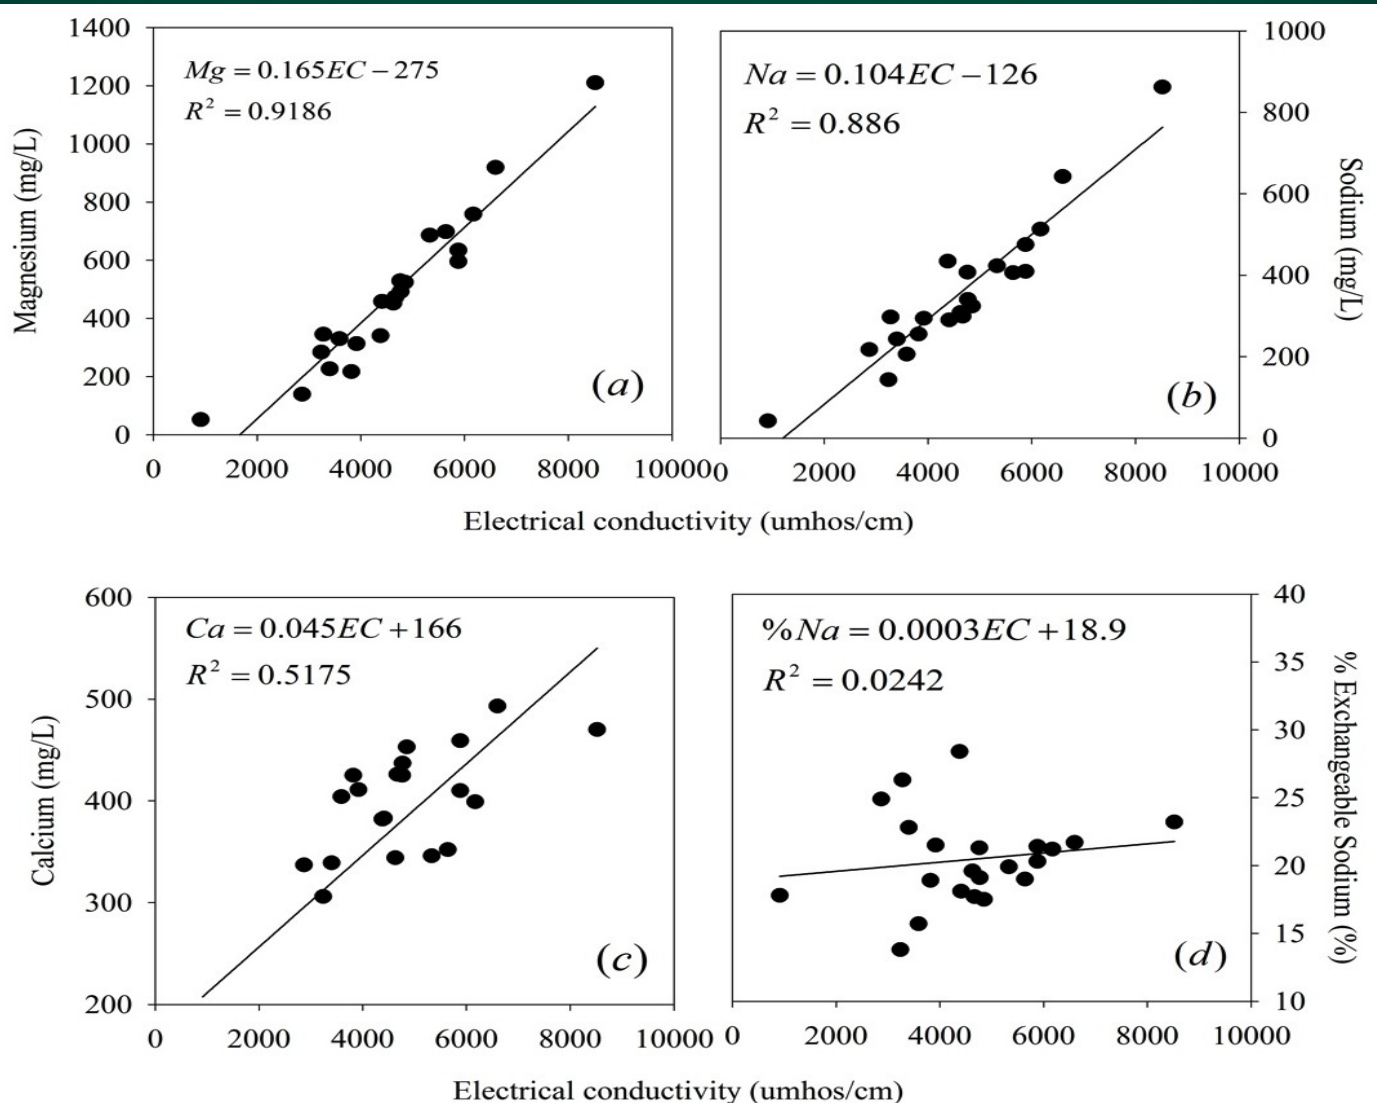 1400
1200
1000
800
600
400
200
0
Magnesium (mg/L)
Mg = 0.165EC − 275
R² = 0.9186
(a)
0 2000 4000 6000 8000 10000
1000
800
600
400
200
0
Sodium (mg/L)
Na = 0.104EC − 126
R² = 0.886
(b)
0 2000 4000 6000 8000 10000
Electrical conductivity (umhos/cm)
600
500
400
300
200
Calcium (mg/L)
Ca = 0.045EC + 166
R² = 0.5175
(c)
0 2000 4000 6000 8000 10000
40
35
30
25
20
15
10
% Exchangeable Sodium (%)
%Na = 0.0003EC + 18.9
R² = 0.0242
(d)
0 2000 4000 6000 8000 10000
Electrical conductivity (umhos/cm)